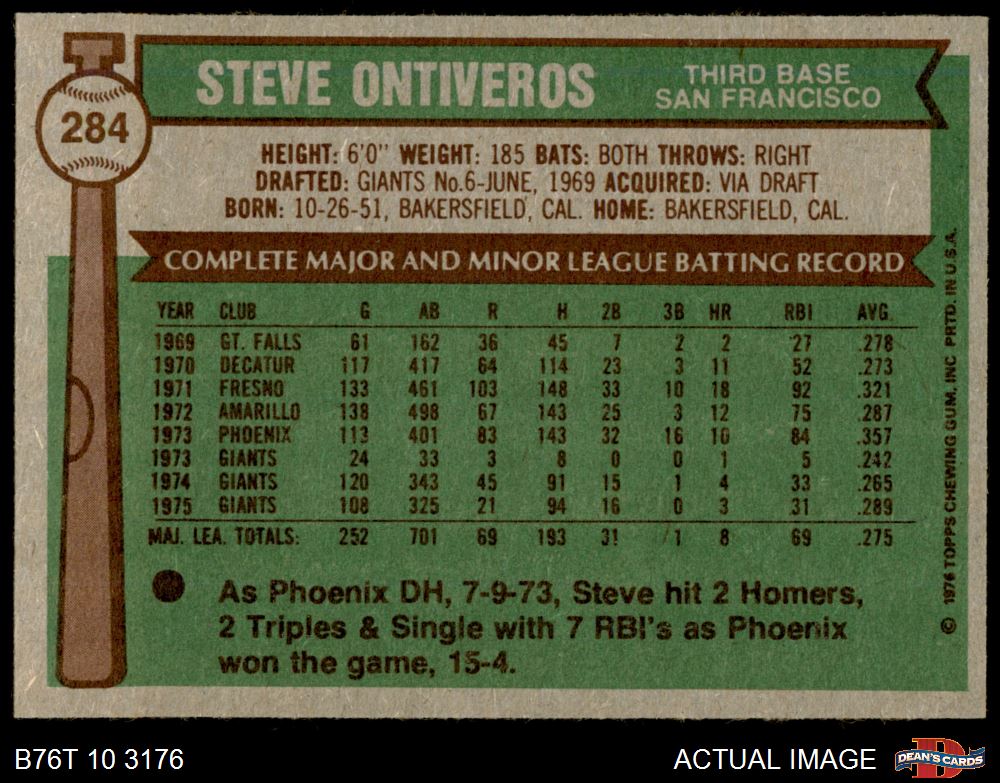 STEVE ONTIVEROS
THIRD BASE
SAN FRANCISCO
284
HEIGHT: 6'0" WEIGHT: 185 BATS: BOTH THROWS: RIGHT
DRAFTED: GIANTS No.6-JUNE, 1969 ACQUIRED: VIA DRAFT
BORN: 10-26-51, BAKERSFIELD, CAL. HOME: BAKERSFIELD, CAL.
COMPLETE MAJOR AND MINOR LEAGUE BATTING RECORD
YEAR CLUB G AB R H 2B 3B HR RBI AVG.
1969 GT. FALLS 61 162 36 45 7 2 2 27 .278
1970 DECATUR 117 417 64 114 23 3 11 52 .273
1971 FRESNO 133 461 103 148 33 10 18 92 .321
1972 AMARILLO 138 498 67 143 25 3 12 75 .287
1973 PHOENIX 113 401 83 143 32 16 10 84 .357
1973 GIANTS 24 33 3 8 0 0 1 5 .242
1974 GIANTS 120 343 45 91 15 1 4 33 .265
1975 GIANTS 108 325 21 94 16 0 3 31 .289
MAJ. LEA. TOTALS: 252 701 69 193 31 1 8 69 .275
As Phoenix DH, 7-9-73, Steve hit 2 Homers,
2 Triples & Single with 7 RBI's as Phoenix
won the game, 15-4.
© 1976 TOPPS CHEWING GUM, INC PRTD. IN U.S.A.
B76T 10 3176
ACTUAL IMAGE
DEAN'S CARDS